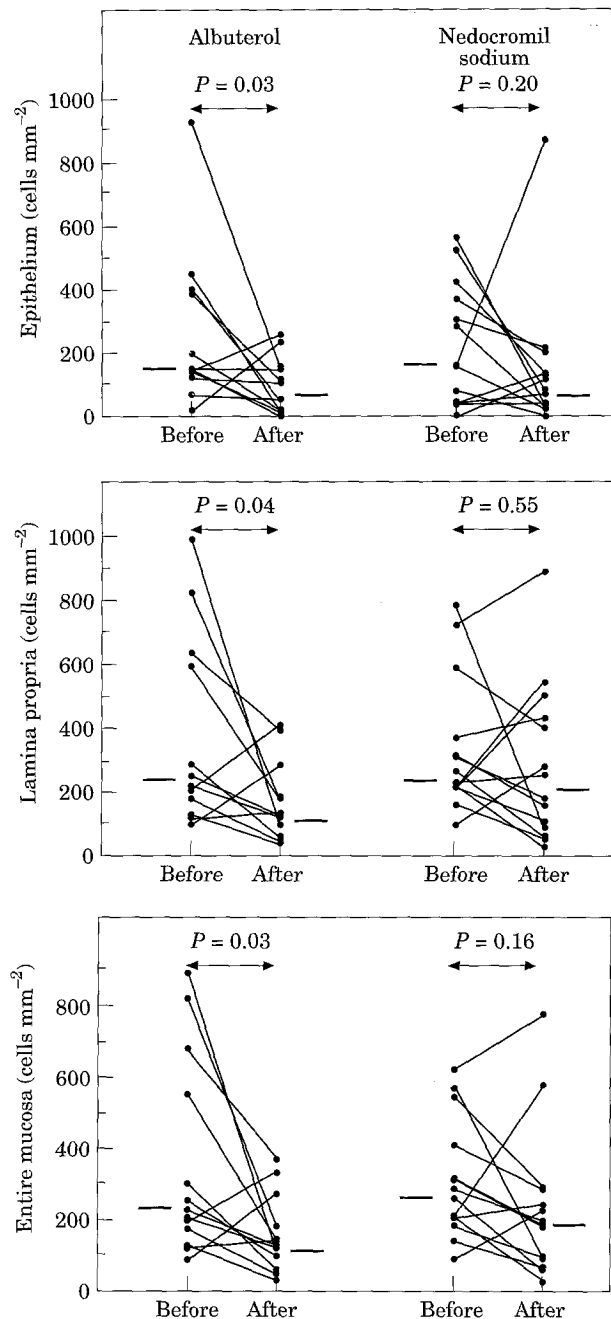 Albuterol
Nedocromil
sodium
P = 0.03
P = 0.20
1000
800
600
400
200
0
Epithelium (cells mm⁻²)
Before
After
Before
After
P = 0.04
P = 0.55
1000
800
600
400
200
0
Lamina propria (cells mm⁻²)
Before
After
Before
After
P = 0.03
P = 0.16
800
600
400
200
0
Entire mucosa (cells mm⁻²)
Before
After
Before
After